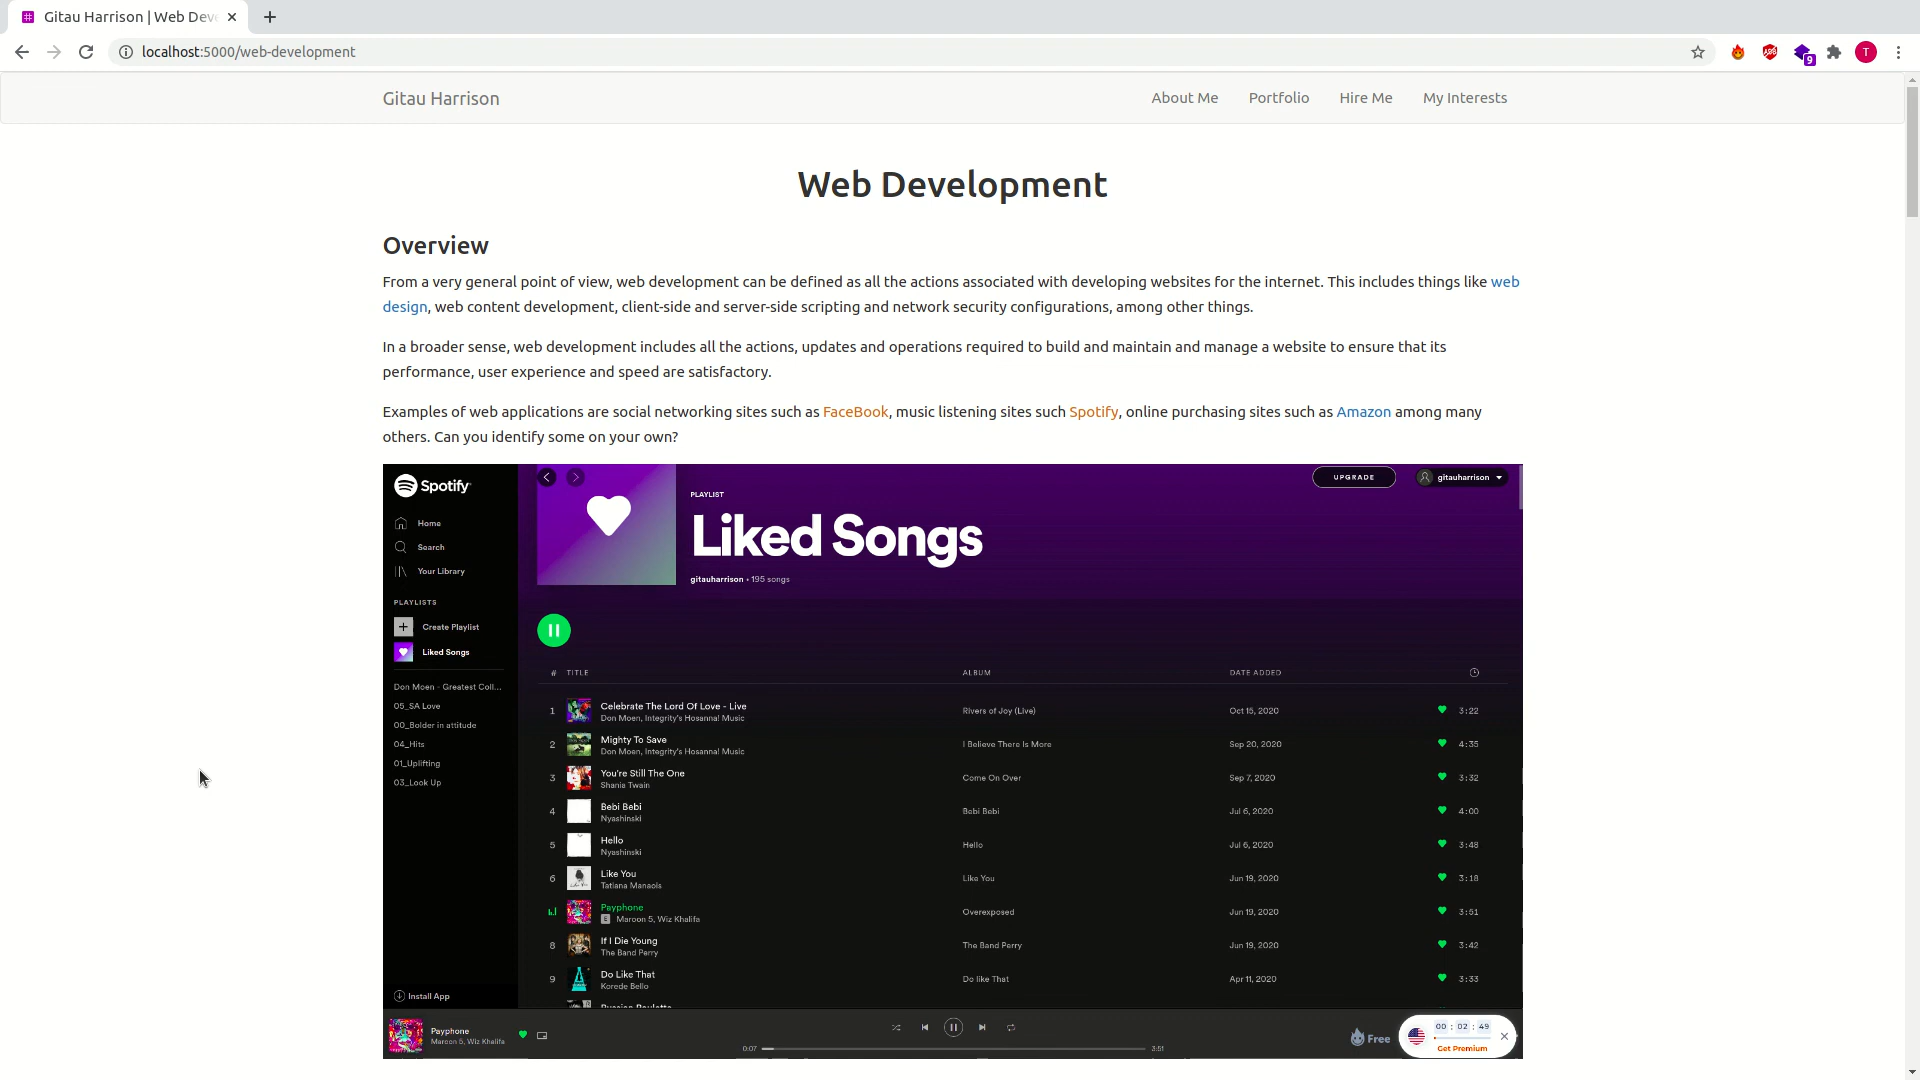 Gitau Harrison | Web Deve
localhost:5000/web-development
ABP
9
T
Gitau Harrison
About Me
Portfolio
Hire Me
My Interests
Web Development
Overview
From a very general point of view, web development can be defined as all the actions associated with developing websites for the internet. This includes things like web
design, web content development, client-side and server-side scripting and network security configurations, among other things.
In a broader sense, web development includes all the actions, updates and operations required to build and maintain and manage a website to ensure that its
performance, user experience and speed are satisfactory.
Examples of web applications are social networking sites such as FaceBook, music listening sites such Spotify, online purchasing sites such as Amazon among many
others. Can you identify some on your own?
Spotify
Home
Search
Your Library
PLAYLISTS
Create Playlist
Liked Songs
Don Moen - Greatest Coll...
05_SA Love
00_Bolder in attitude
04_Hits
01_Uplifting
03_Look Up
Install App
UPGRADE
gitauharrison
PLAYLIST
Liked Songs
gitauharrison • 195 songs
# TITLE ALBUM DATE ADDED
1 Celebrate The Lord Of Love - Live Rivers of Joy (Live) Oct 15, 2020 3:22
Don Moen, Integrity's Hosanna! Music
2 Mighty To Save I Believe There Is More Sep 20, 2020 4:35
Don Moen, Integrity's Hosanna! Music
3 You're Still The One Come On Over Sep 7, 2020 3:32
Shania Twain
4 Bebi Bebi Bebi Bebi Jul 6, 2020 4:00
Nyashinski
5 Hello Hello Jul 6, 2020 3:48
Nyashinski
6 Like You Like You Jun 19, 2020 3:18
Tatiana Manaois
Payphone Overexposed Jun 19, 2020 3:51
E Maroon 5, Wiz Khalifa
8 If I Die Young The Band Perry Jun 19, 2020 3:42
The Band Perry
9 Do Like That Do like That Apr 11, 2020 3:33
Korede Bello
Russian Roulette
Payphone
Maroon 5, Wiz Khalifa
0:07
3:51
Free
00 : 02 : 49
Get Premium